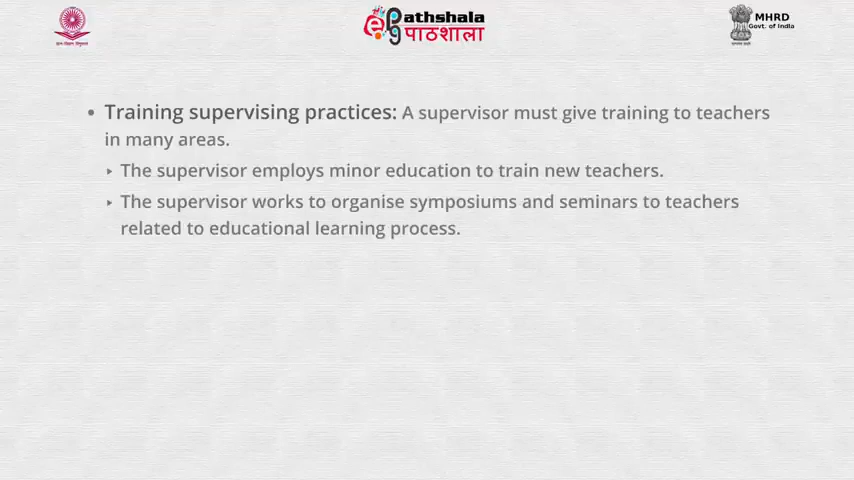 Pathshala
पाठशाला
MHRD
Govt. of India
• Training supervising practices: A supervisor must give training to teachers
in many areas.
‣ The supervisor employs minor education to train new teachers.
‣ The supervisor works to organise symposiums and seminars to teachers
related to educational learning process.